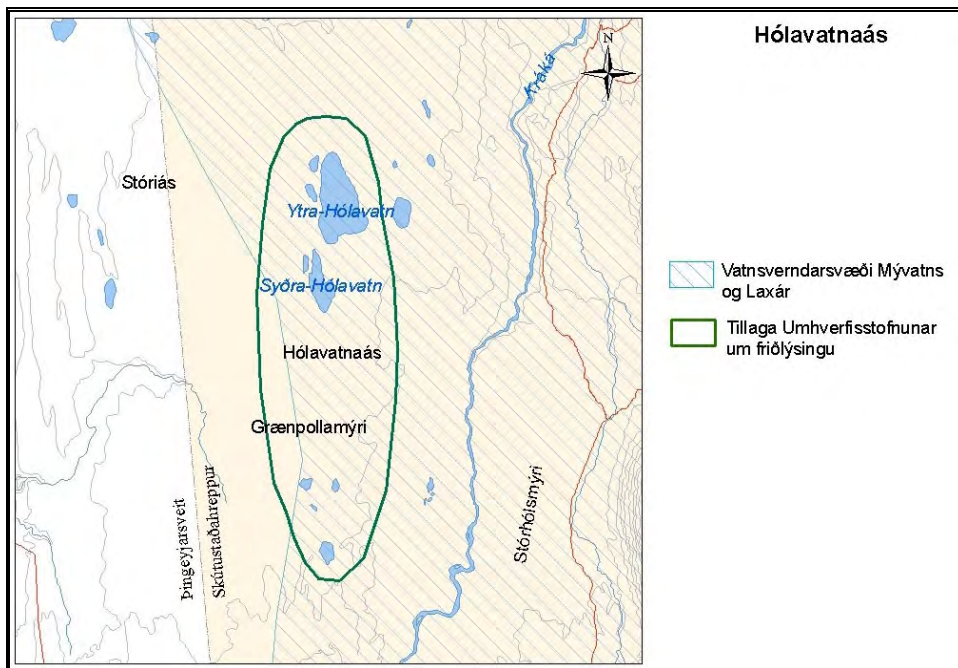 Hólavatnaás
N
Kráká
Stóriás
Ytra-Hólavatn
Syðra-Hólavatn
Vatnsverndarsvæði Mývatns
og Laxár
Tillaga Umhverfisstofnunar
um friðlýsingu
Hólavatnaás
Grænpollamýri
Stórhólsmýri
Þingeyjarsveit
Skútustaðahreppur